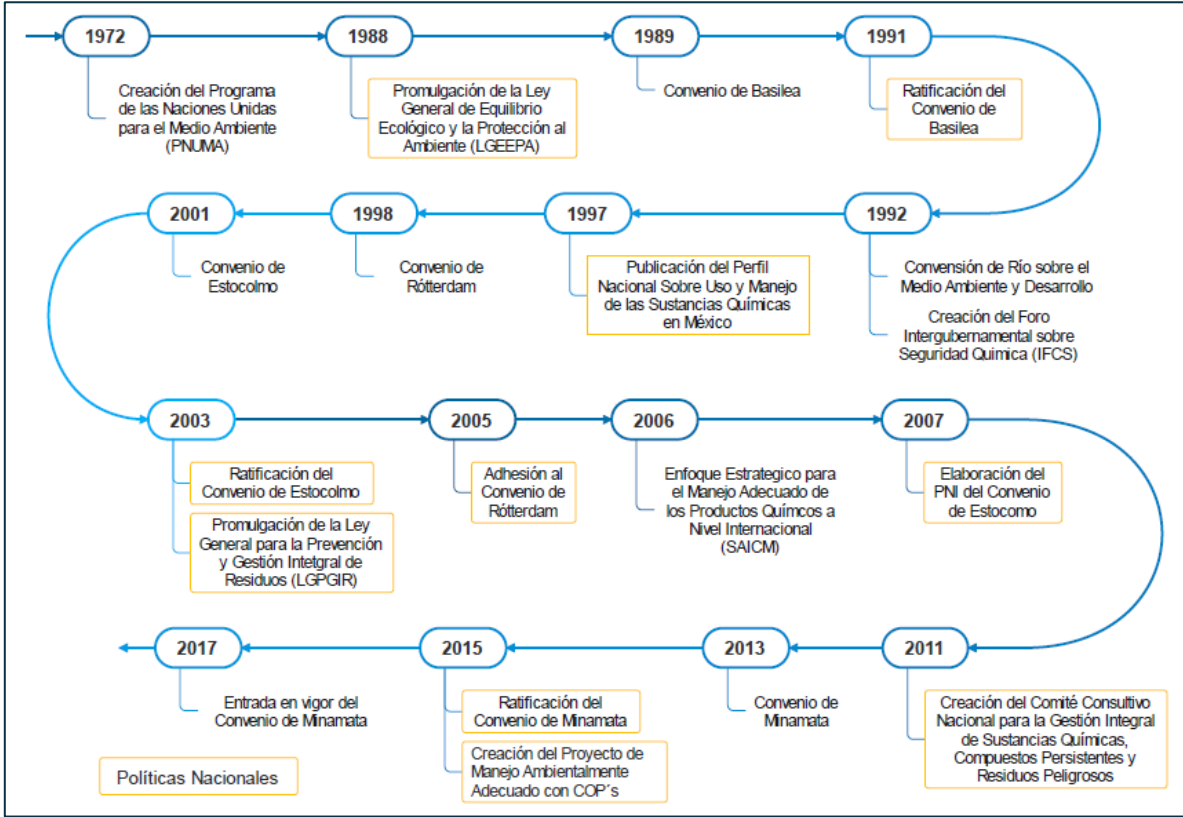 1972
Creación del Programa
de las Naciones Unidas
para el Medio Ambiente
(PNUMA)
1988
Promulgación de la Ley
General de Equilibrio
Ecológico y la Protección al
Ambiente (LGEEPA)
1989
Convenio de Basilea
1991
Ratificación del
Convenio de
Basilea
2001
Convenio de
Estocolmo
1998
Convenio de
Rótterdam
1997
Publicación del Perfil
Nacional Sobre Uso y Manejo
de las Sustancias Químicas
en México
1992
Convensión de Río sobre el
Medio Ambiente y Desarrollo
Creación del Foro
Intergubernamental sobre
Seguridad Quimica (IFCS)
2003
Ratificación del
Convenio de Estocolmo
Promulgación de la Ley
General para la Prevención
y Gestión Intetgral de
Residuos (LGPGIR)
2005
Adhesión al
Convenio de
Rótterdam
2006
Enfoque Estrategico para
el Manejo Adecuado de
los Productos Químcos a
Nivel Internacional
(SAICM)
2007
Elaboración del
PNI del Convenio
de Estocomo
2017
Entrada en vigor del
Convenio de Minamata
2015
Ratificación del
Convenio de Minamata
Creación del Proyecto de
Manejo Ambientalmente
Adecuado con COP´s
2013
Convenio de
Minamata
2011
Creación del Comité Consultivo
Nacional para la Gestión Integral
de Sustancias Químicas,
Compuestos Persistentes y
Residuos Peligrosos
Políticas Nacionales